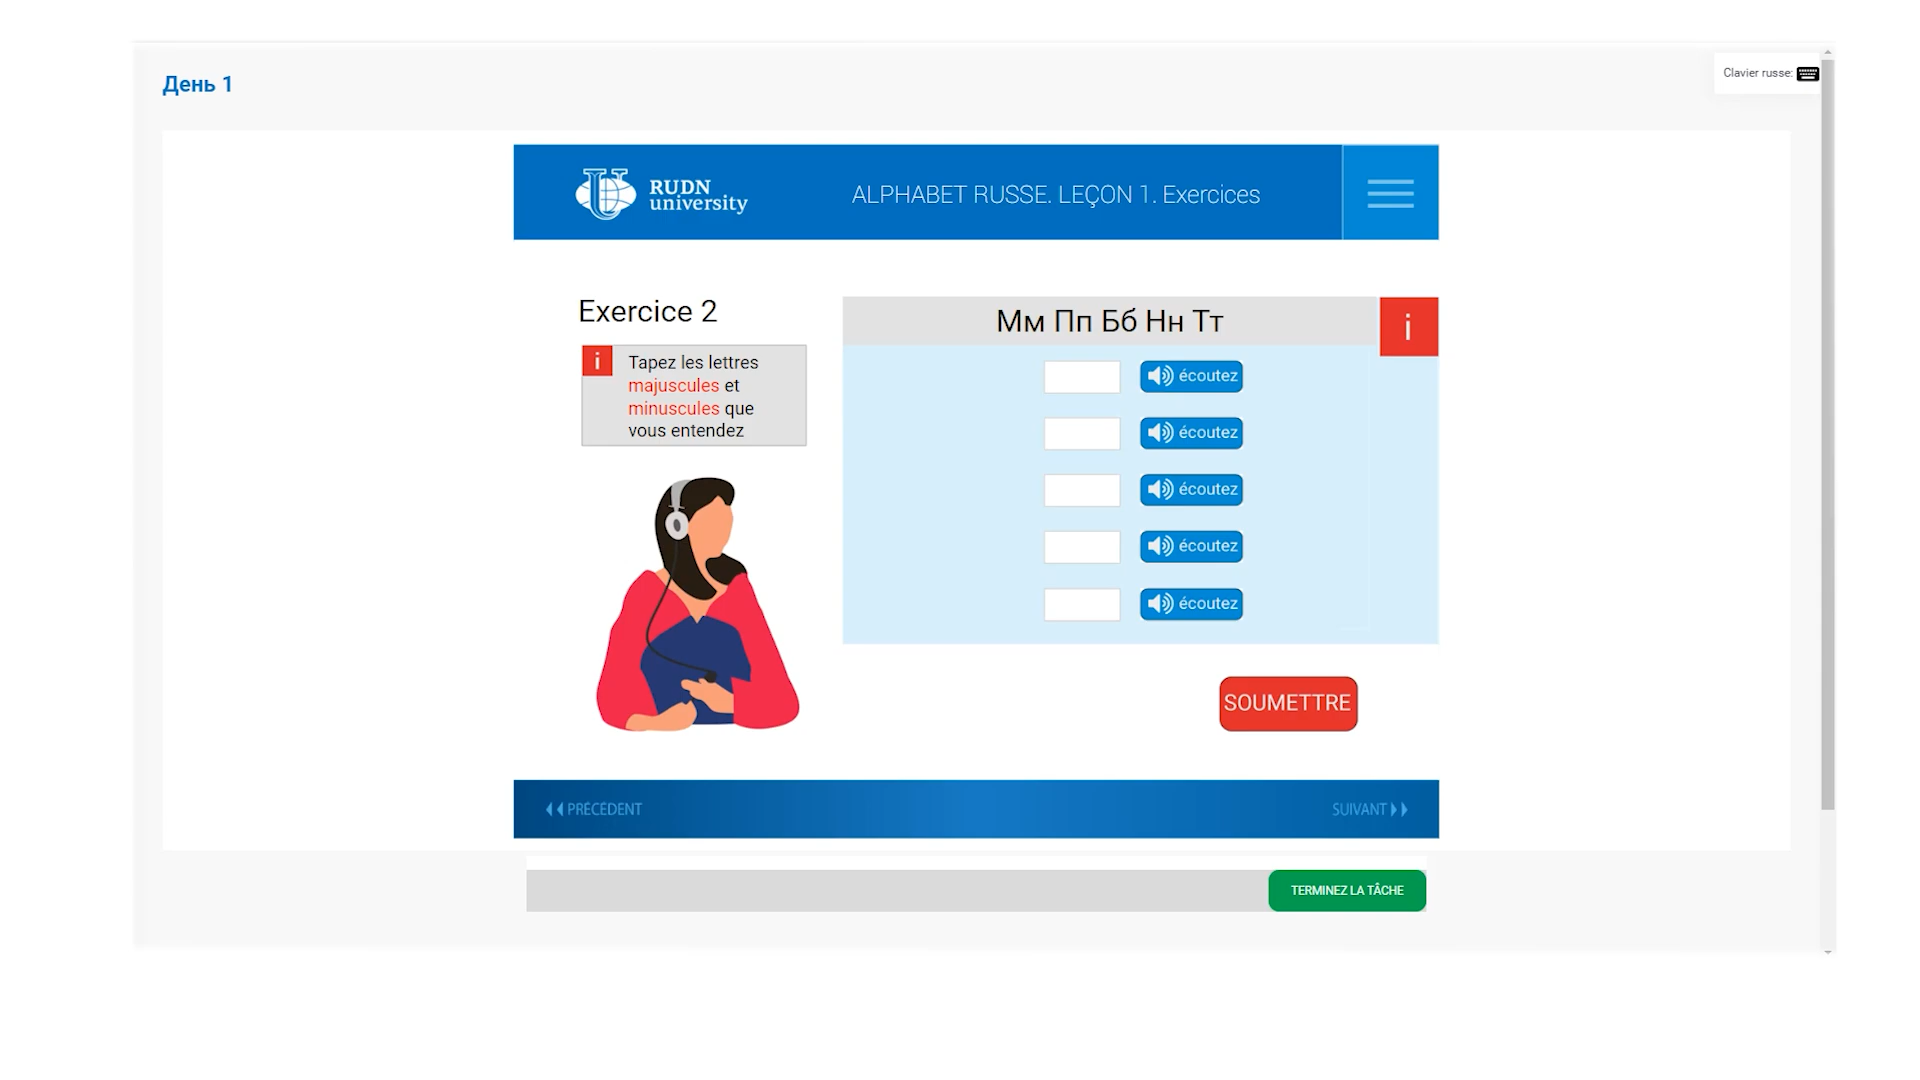 День 1
Clavier russe:
RUDN
university
ALPHABET RUSSE. LEÇON 1. Exercices
Exercice 2
i
Tapez les lettres
majuscules et
minuscules que
vous entendez
Мм Пп Бб Нн Тт
i
écoutez
écoutez
écoutez
écoutez
écoutez
SOUMETTRE
PRÉCÉDENT
SUIVANT
TERMINEZ LA TÂCHE